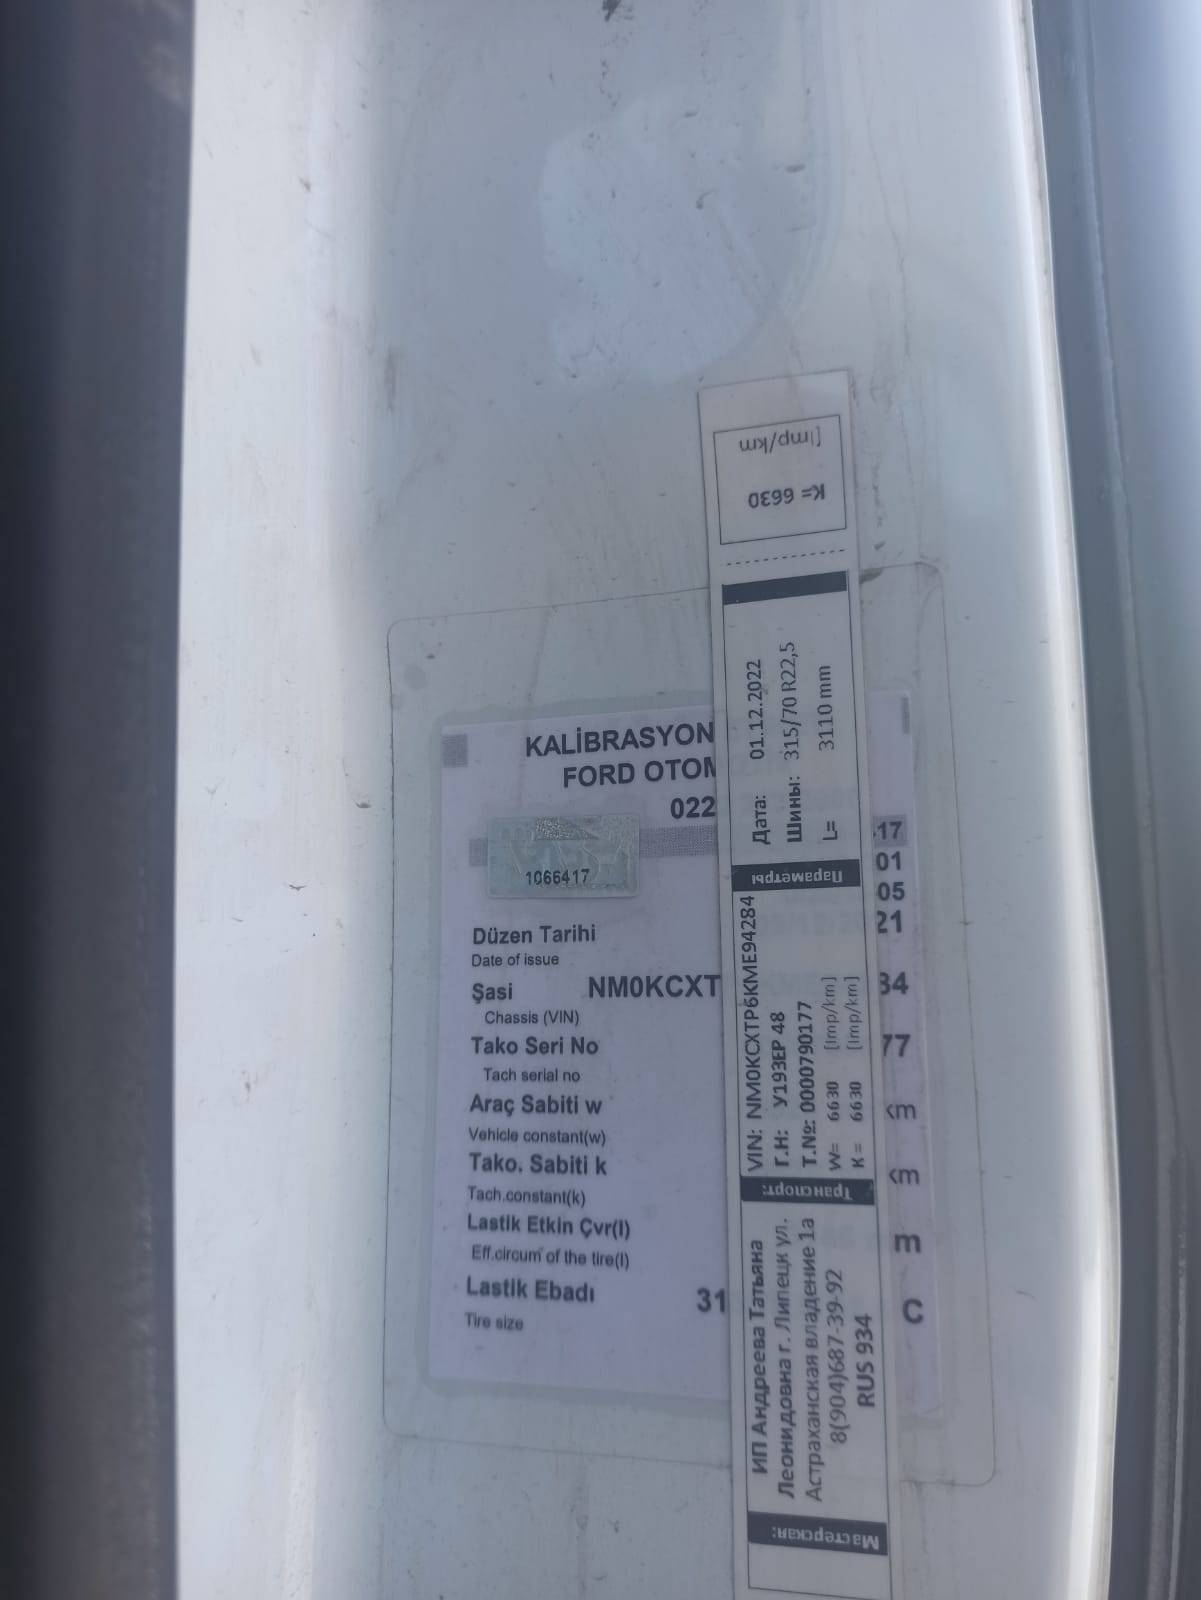 KALİBRASYON
FORD OTOM
022
1066417
Düzen Tarihi
Date of issue
Şasi NM0KCXT
Chassis (VIN)
Tako Seri No
Tach serial no
Araç Sabiti w
Vehicle constant(w)
Tako. Sabiti k
Tach.constant(k)
Lastik Etkin Çvr(l)
Eff.circum of the tire(l)
Lastik Ebadı 31
Tire size
17
01
05
21
34
77
km
km
m
C
Мастерская:
ИП Андреева Татьяна
Леонидовна г. Липецк ул.
Астраханская владение 1а
8(904)687-39-92
RUS 934
Транспорт:
VIN: NM0KCXTP6KME94284
Г.Н: У193ЕР 48
Т.№: 0000790177
W= 6630 [Imp/km]
K= 6630 [Imp/km]
Параметры
Дата: 01.12.2022
Шины: 315/70 R22,5
L= 3110 mm
K= 6630
[Imp/km